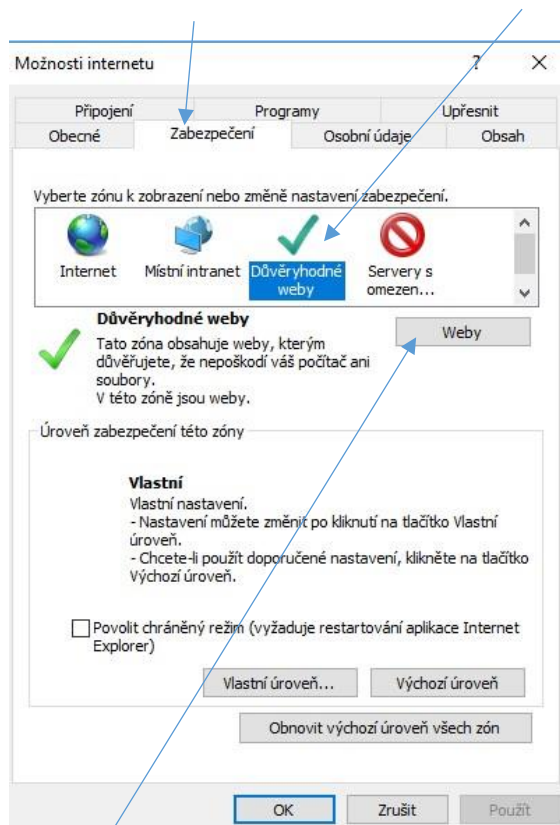 Možnosti internetu ? ×
Připojení Programy Upřesnit
Obecné Zabezpečení Osobní údaje Obsah
Vyberte zónu k zobrazení nebo změně nastavení zabezpečení.
Internet Místní intranet Důvěryhodné weby Servery s omezen...
Důvěryhodné weby
Weby
Tato zóna obsahuje weby, kterým
důvěřujete, že nepoškodí váš počítač ani
soubory.
V této zóně jsou weby.
Úroveň zabezpečení této zóny
Vlastní
Vlastní nastavení.
- Nastavení můžete změnit po kliknutí na tlačítko Vlastní
úroveň.
- Chcete-li použít doporučené nastavení, klikněte na tlačítko
Výchozí úroveň.
Povolit chráněný režim (vyžaduje restartování aplikace Internet
Explorer)
Vlastní úroveň... Výchozí úroveň
Obnovit výchozí úroveň všech zón
OK Zrušit Použít